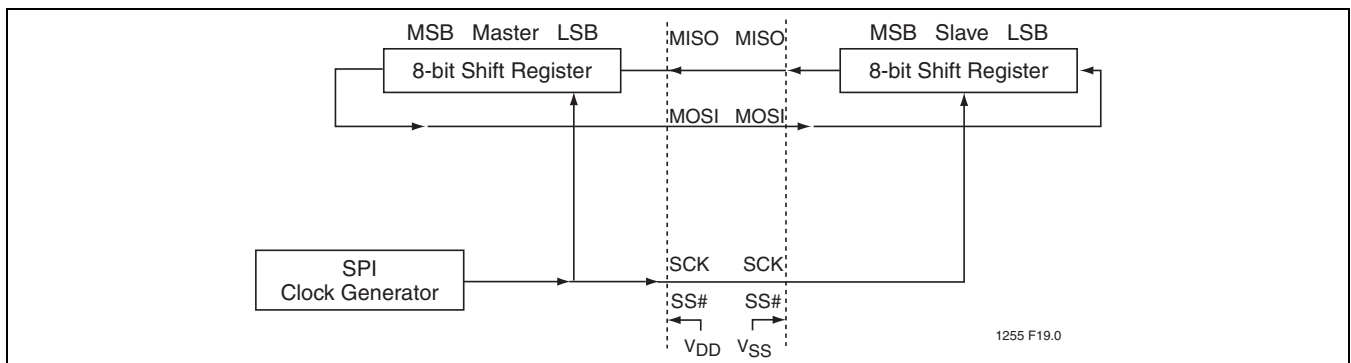 MSB Master LSB
MISO MISO
MSB Slave LSB
8-bit Shift Register
8-bit Shift Register
MOSI MOSI
SPI
Clock Generator
SCK SCK
SS# SS#
VDD VSS
1255 F19.0